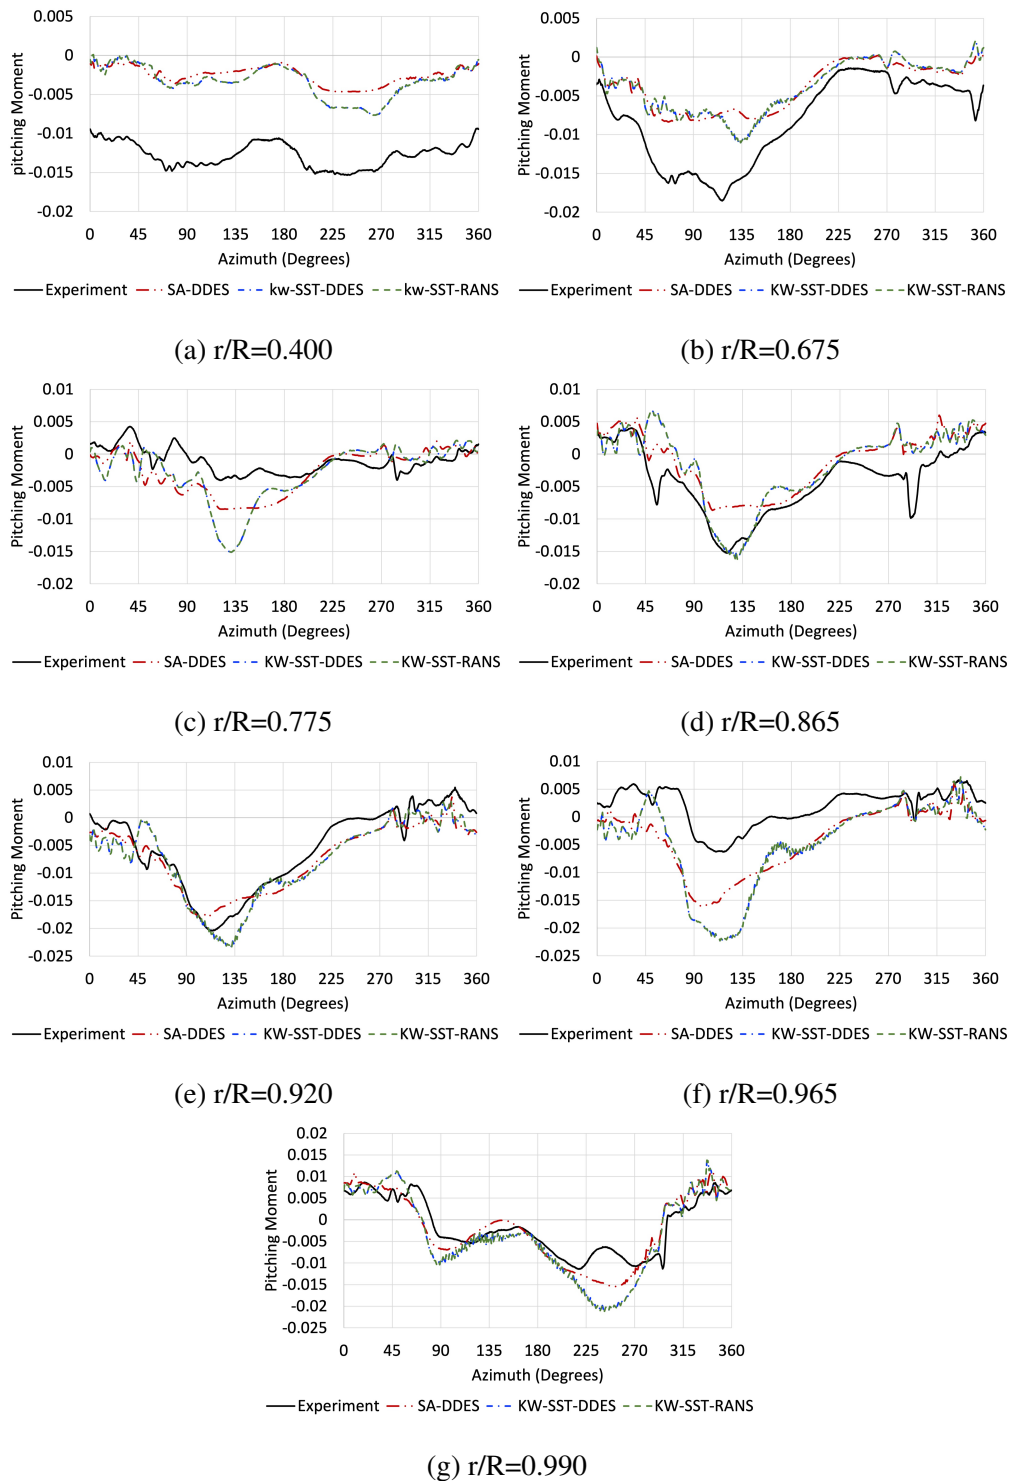 0.005
0
-0.005
-0.01
-0.015
-0.02
pitching Moment
0 45 90 135 180 225 270 315 360
Azimuth (Degrees)
Experiment SA-DDES kw-SST-DDES kw-SST-RANS
(a) r/R=0.400
0.005
0
-0.005
-0.01
-0.015
-0.02
Pitching Moment
0 45 90 135 180 225 270 315 360
Azimuth (Degrees)
Experiment SA-DDES KW-SST-DDES KW-SST-RANS
(b) r/R=0.675
0.01
0.005
0
-0.005
-0.01
-0.015
-0.02
Pitching Moment
0 45 90 135 180 225 270 315 360
Azimuth (Degrees)
Experiment SA-DDES KW-SST-DDES KW-SST-RANS
(c) r/R=0.775
0.01
0.005
0
-0.005
-0.01
-0.015
-0.02
Pitching Moment
0 45 90 135 180 225 270 315 360
Azimuth (Degrees)
Experiment SA-DDES KW-SST-DDES KW-SST-RANS
(d) r/R=0.865
0.01
0.005
0
-0.005
-0.01
-0.015
-0.02
-0.025
Pitching Moment
0 45 90 135 180 225 270 315 360
Azimuth (Degrees)
Experiment SA-DDES KW-SST-DDES KW-SST-RANS
(e) r/R=0.920
0.01
0.005
0
-0.005
-0.01
-0.015
-0.02
-0.025
Pitching Moment
0 45 90 135 180 225 270 315 360
Azimuth (Degrees)
Experiment SA-DDES KW-SST-DDES KW-SST-RANS
(f) r/R=0.965
0.02
0.015
0.01
0.005
0
-0.005
-0.01
-0.015
-0.02
-0.025
Pitching Moment
0 45 90 135 180 225 270 315 360
Azimuth (Degrees)
Experiment SA-DDES KW-SST-DDES KW-SST-RANS
(g) r/R=0.990